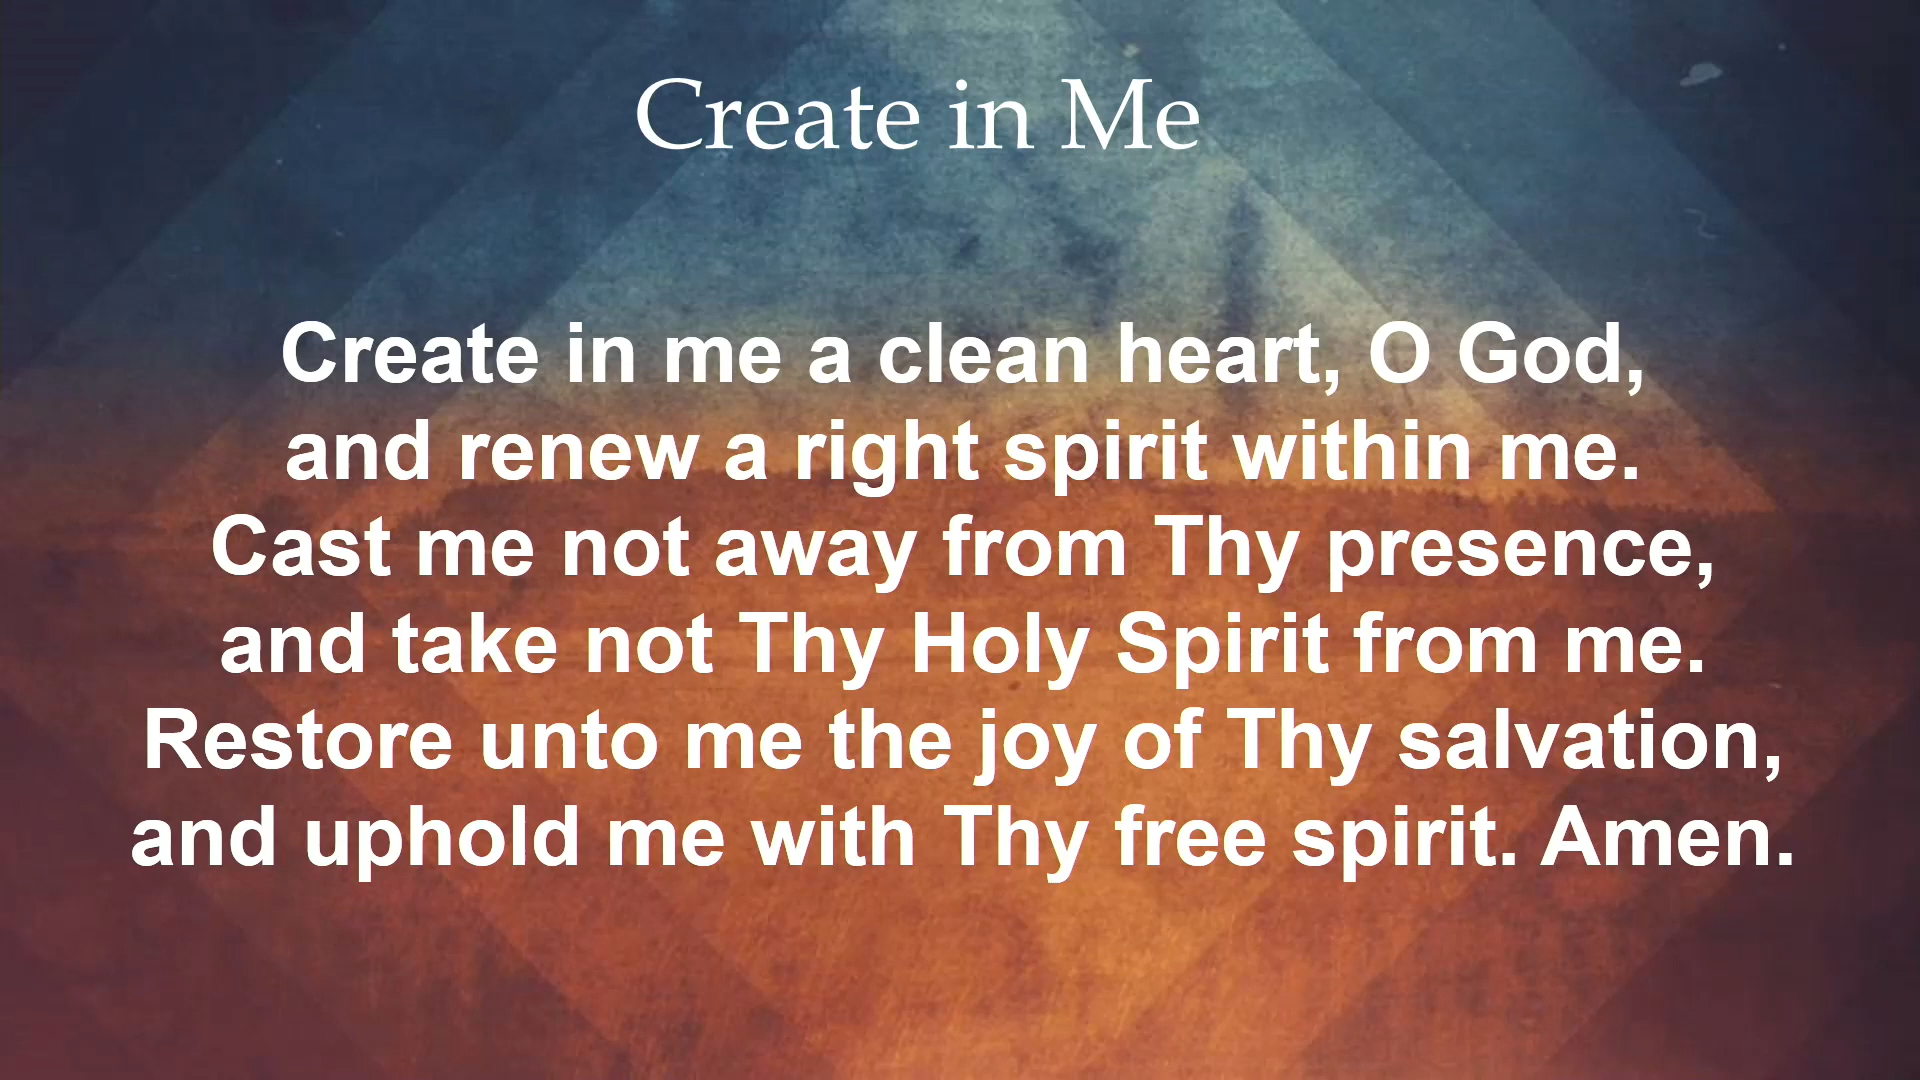 Create in Me
Create in me a clean heart, O God,
and renew a right spirit within me.
Cast me not away from Thy presence,
and take not Thy Holy Spirit from me.
Restore unto me the joy of Thy salvation,
and uphold me with Thy free spirit. Amen.